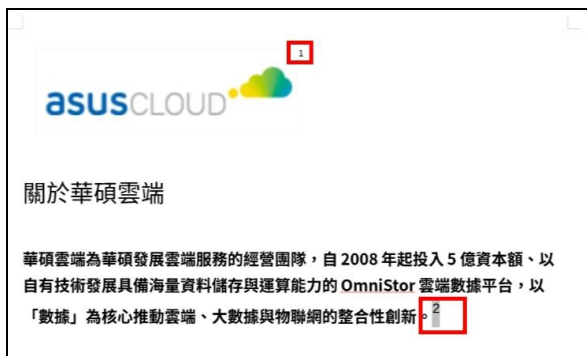 1
asusCLOUD
關於華碩雲端
華碩雲端為華碩發展雲端服務的經營團隊，自 2008 年起投入 5 億資本額、以
自有技術發展具備海量資料儲存與運算能力的 OmniStor 雲端數據平台，以
「數據」為核心推動雲端、大數據與物聯網的整合性創新。2